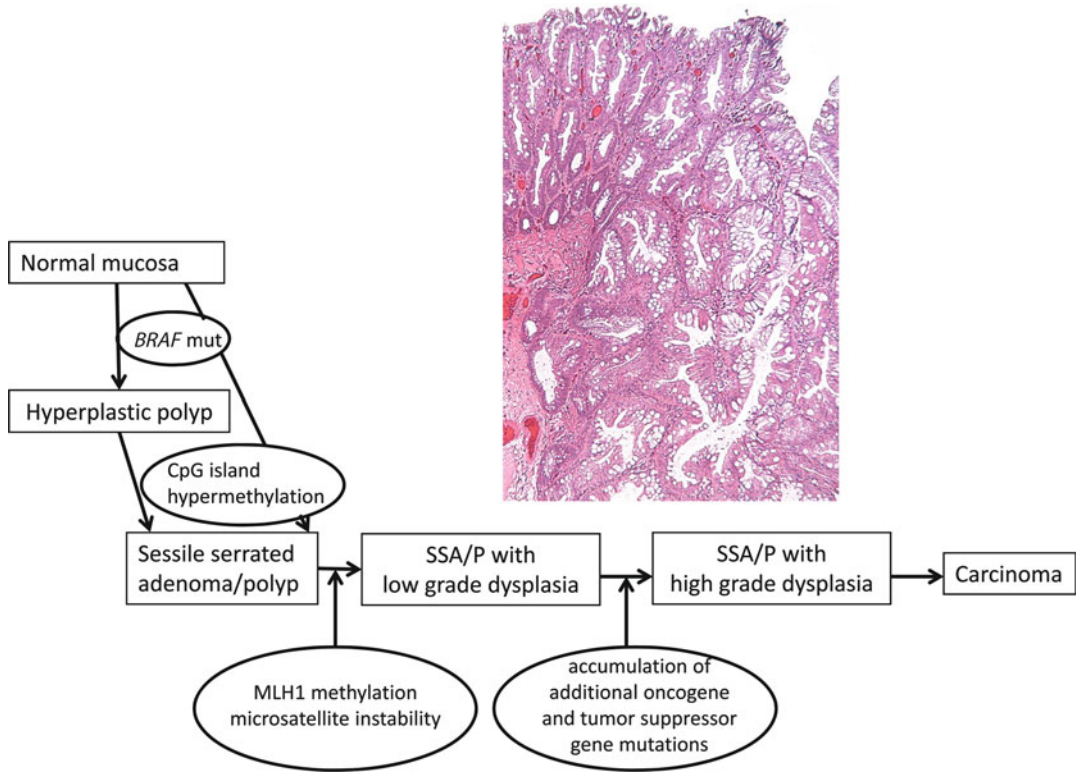 Normal mucosa
BRAF mut
Hyperplastic polyp
CpG island
hypermethylation
Sessile serrated
adenoma/polyp
SSA/P with
low grade dysplasia
SSA/P with
high grade dysplasia
Carcinoma
MLH1 methylation
microsatellite instability
accumulation of
additional oncogene
and tumor suppressor
gene mutations